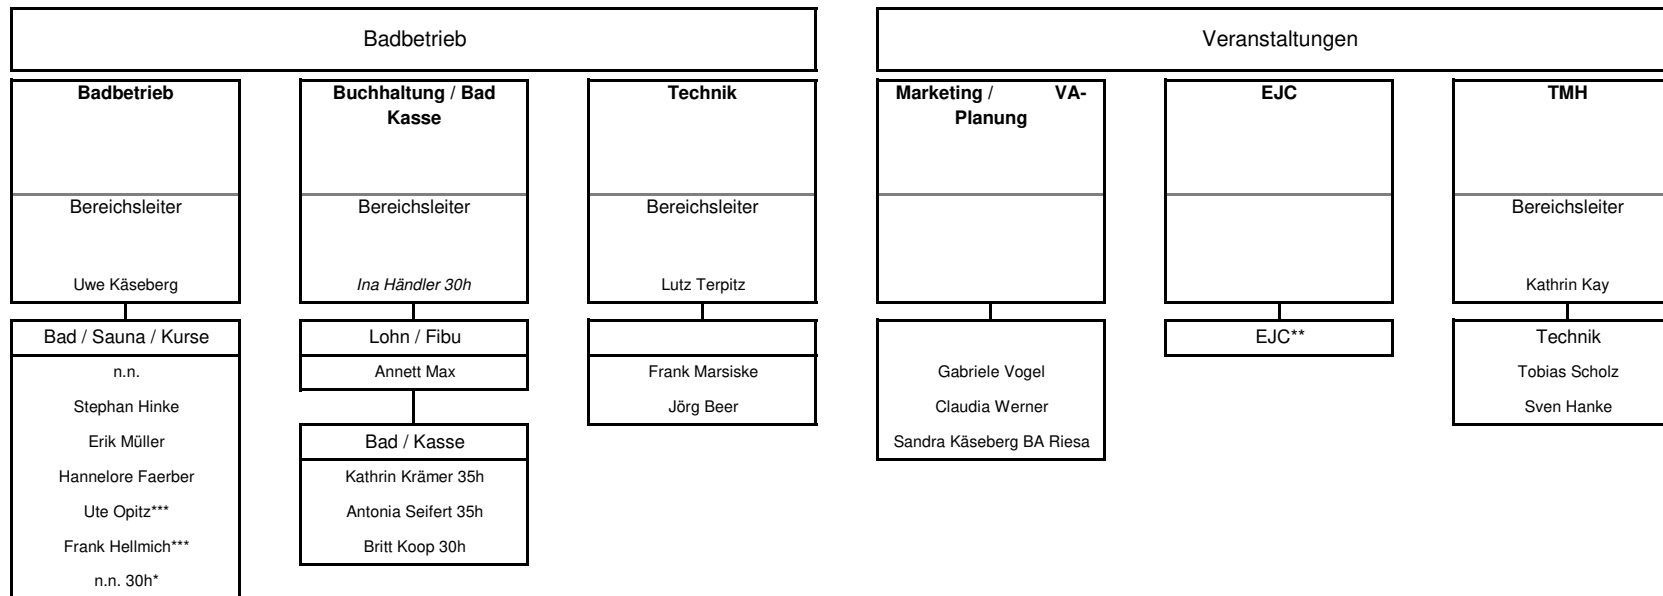 Badbetrieb
Badbetrieb
Bereichsleiter
Uwe Käseberg
Bad / Sauna / Kurse
n.n.
Stephan Hinke
Erik Müller
Hannelore Faerber
Ute Opitz***
Frank Hellmich***
n.n. 30h*
Buchhaltung / Bad
Kasse
Bereichsleiter
Ina Händler 30h
Lohn / Fibu
Annett Max
Bad / Kasse
Kathrin Krämer 35h
Antonia Seifert 35h
Britt Koop 30h
Technik
Bereichsleiter
Lutz Terpitz
Frank Marsiske
Jörg Beer
Veranstaltungen
Marketing / VA-
Planung
Gabriele Vogel
Claudia Werner
Sandra Käseberg BA Riesa
EJC
EJC**
TMH
Bereichsleiter
Kathrin Kay
Technik
Tobias Scholz
Sven Hanke